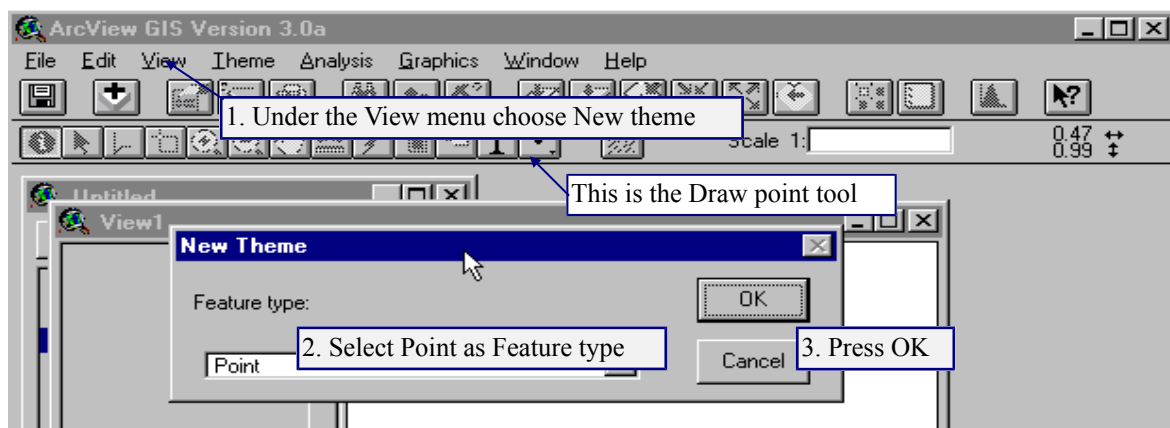 ArcView GIS Version 3.0a
File Edit View Theme Analysis Graphics Window Help
1. Under the View menu choose New theme
Scale 1:
0.47
0.99
This is the Draw point tool
Untitled
View1
New Theme
Feature type:
OK
2. Select Point as Feature type
3. Press OK
Point
Cancel